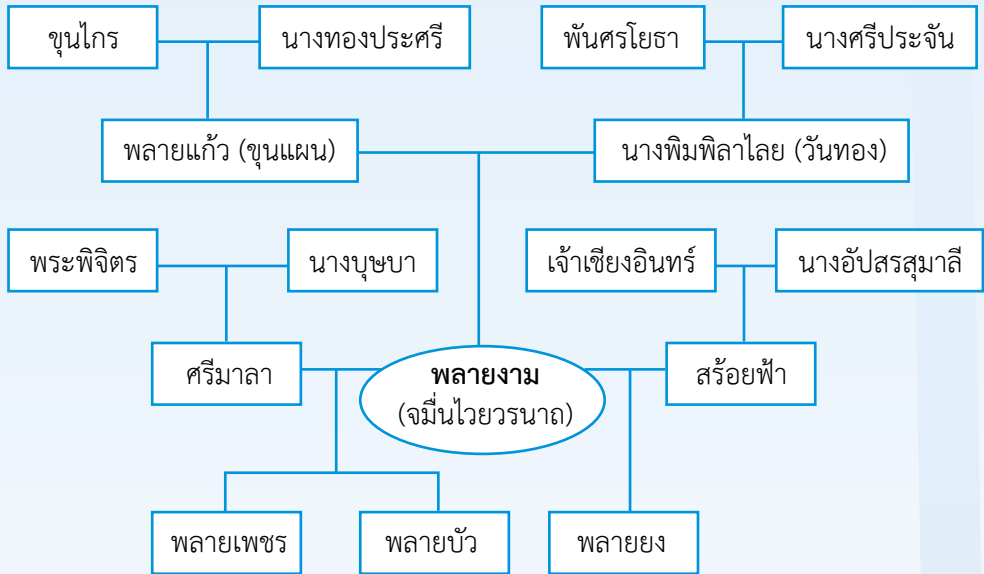 ขุนไกร
นางทองประศรี
พันศรโยธา
นางศรีประจัน
พลายแก้ว (ขุนแผน)
นางพิมพิลาไลย (วันทอง)
พระพิจิตร
นางบุษบา
เจ้าเชียงอินทร์
นางอัปสรสุมาลี
ศรีมาลา
พลายงาม
(จมื่นไวยวรนาถ)
สร้อยฟ้า
พลายเพชร
พลายบัว
พลายยง